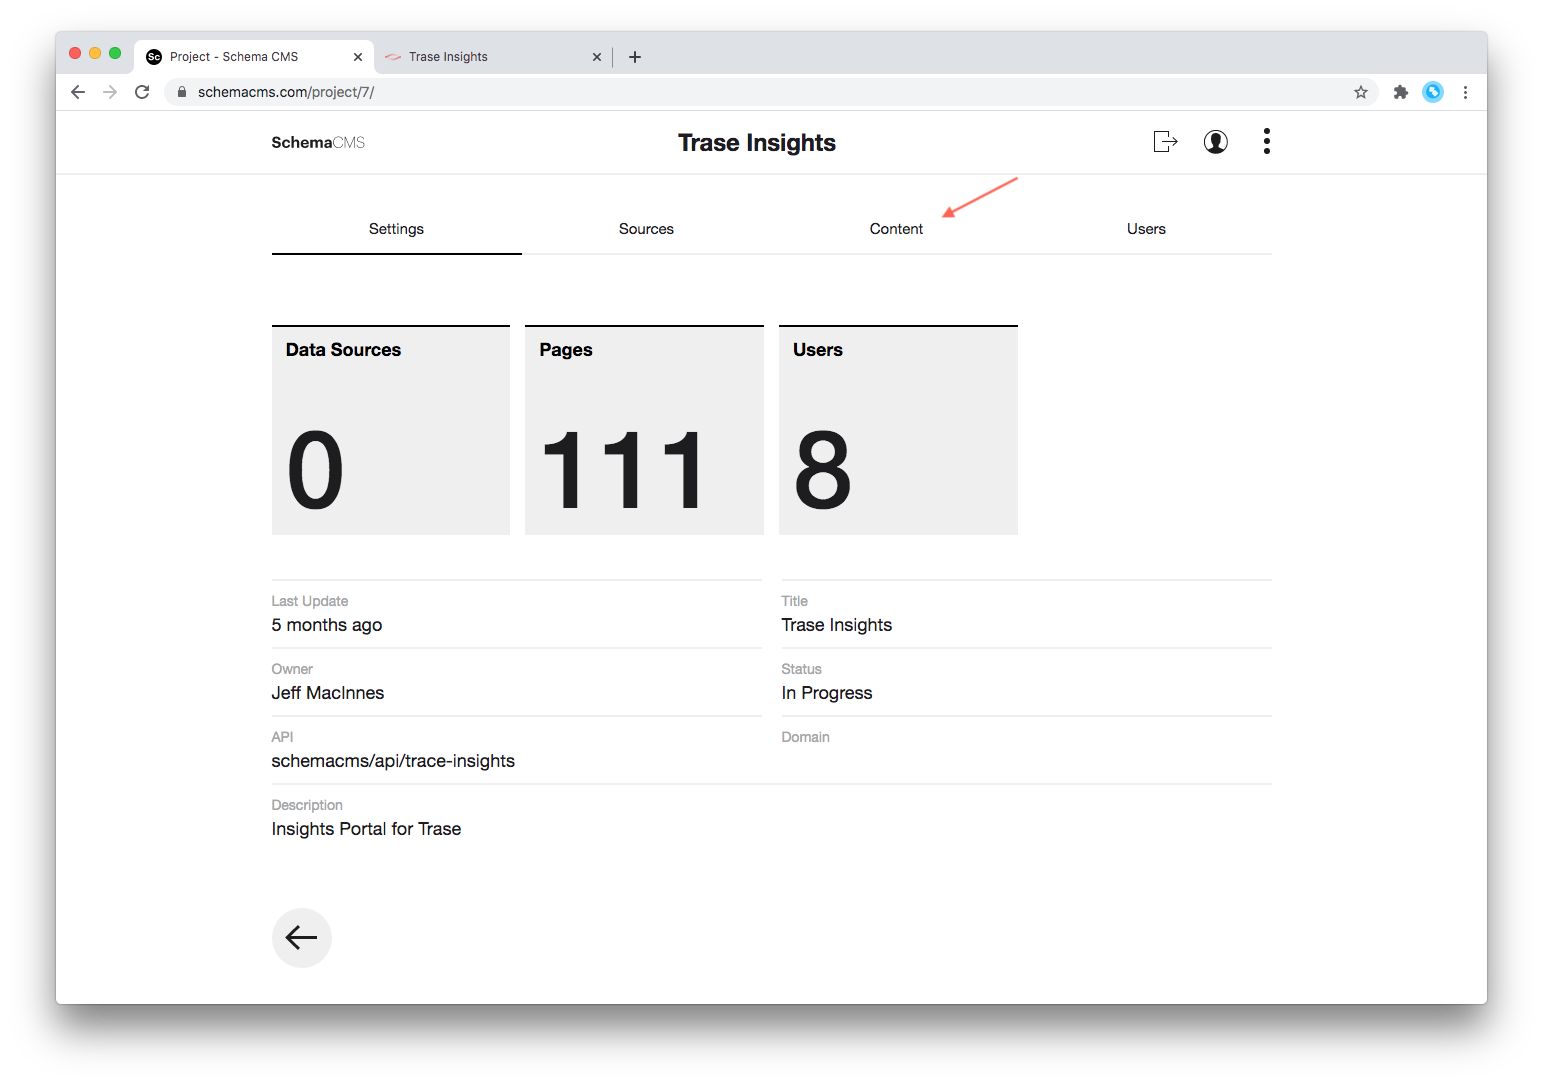 Sc Project - Schema CMS Trase Insights
schemacms.com/project/7/
SchemaCMS Trase Insights
Settings Sources Content Users
Data Sources Pages Users
0 111 8
Last Update Title
5 months ago Trase Insights
Owner Status
Jeff MacInnes In Progress
API Domain
schemacms/api/trace-insights
Description
Insights Portal for Trase